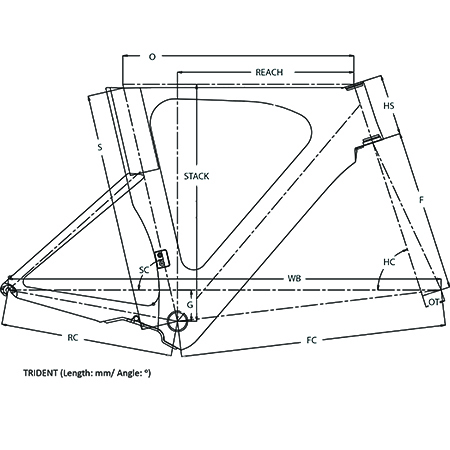 O
REACH
HS
S
STACK
F
SC
HC
WB
G
OT
RC
FC
TRIDENT (Length: mm/ Angle: º)